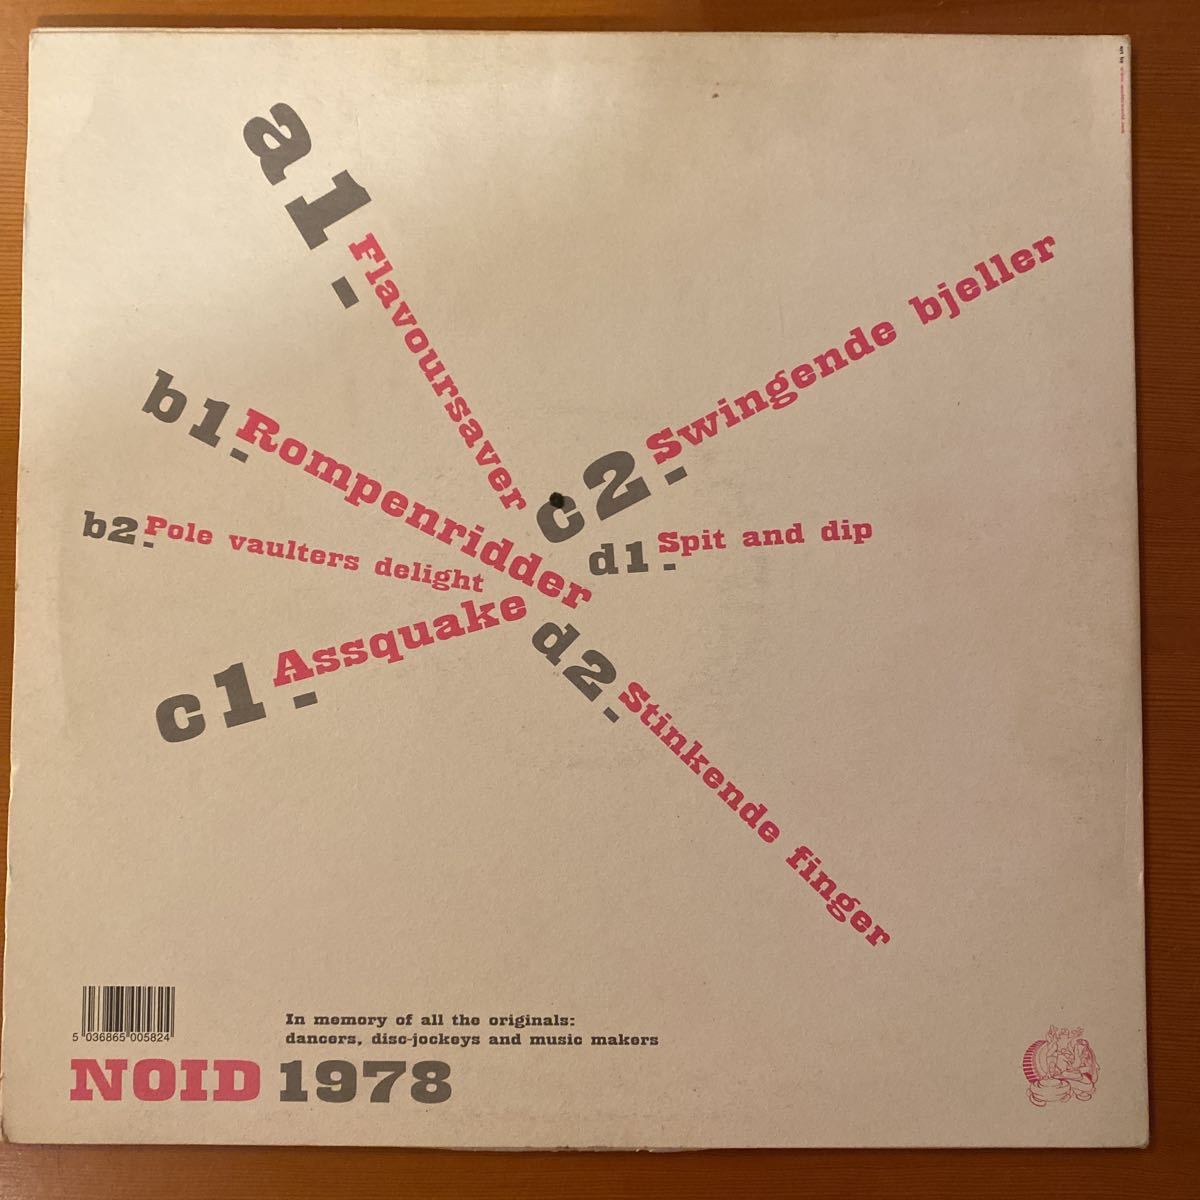 a1- Flavoursaver
b1- Rompenridder
b2- Pole vaulters delight
c1- Assquake
c2- Swingende bjeller
d1- Spit and dip
d2- Stinkende finger
5 036865 005824
In memory of all the originals:
dancers, disc-jockeys and music makers
NOID 1978